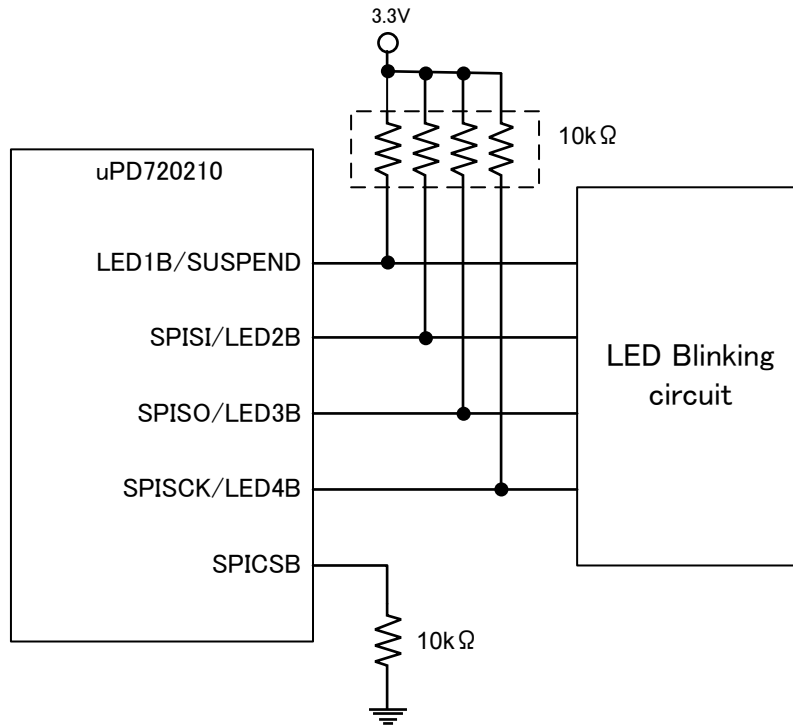 3.3V
10kΩ
uPD720210
LED1B/SUSPEND
SPISI/LED2B
LED Blinking
circuit
SPISO/LED3B
SPISCK/LED4B
SPICSB
10kΩ